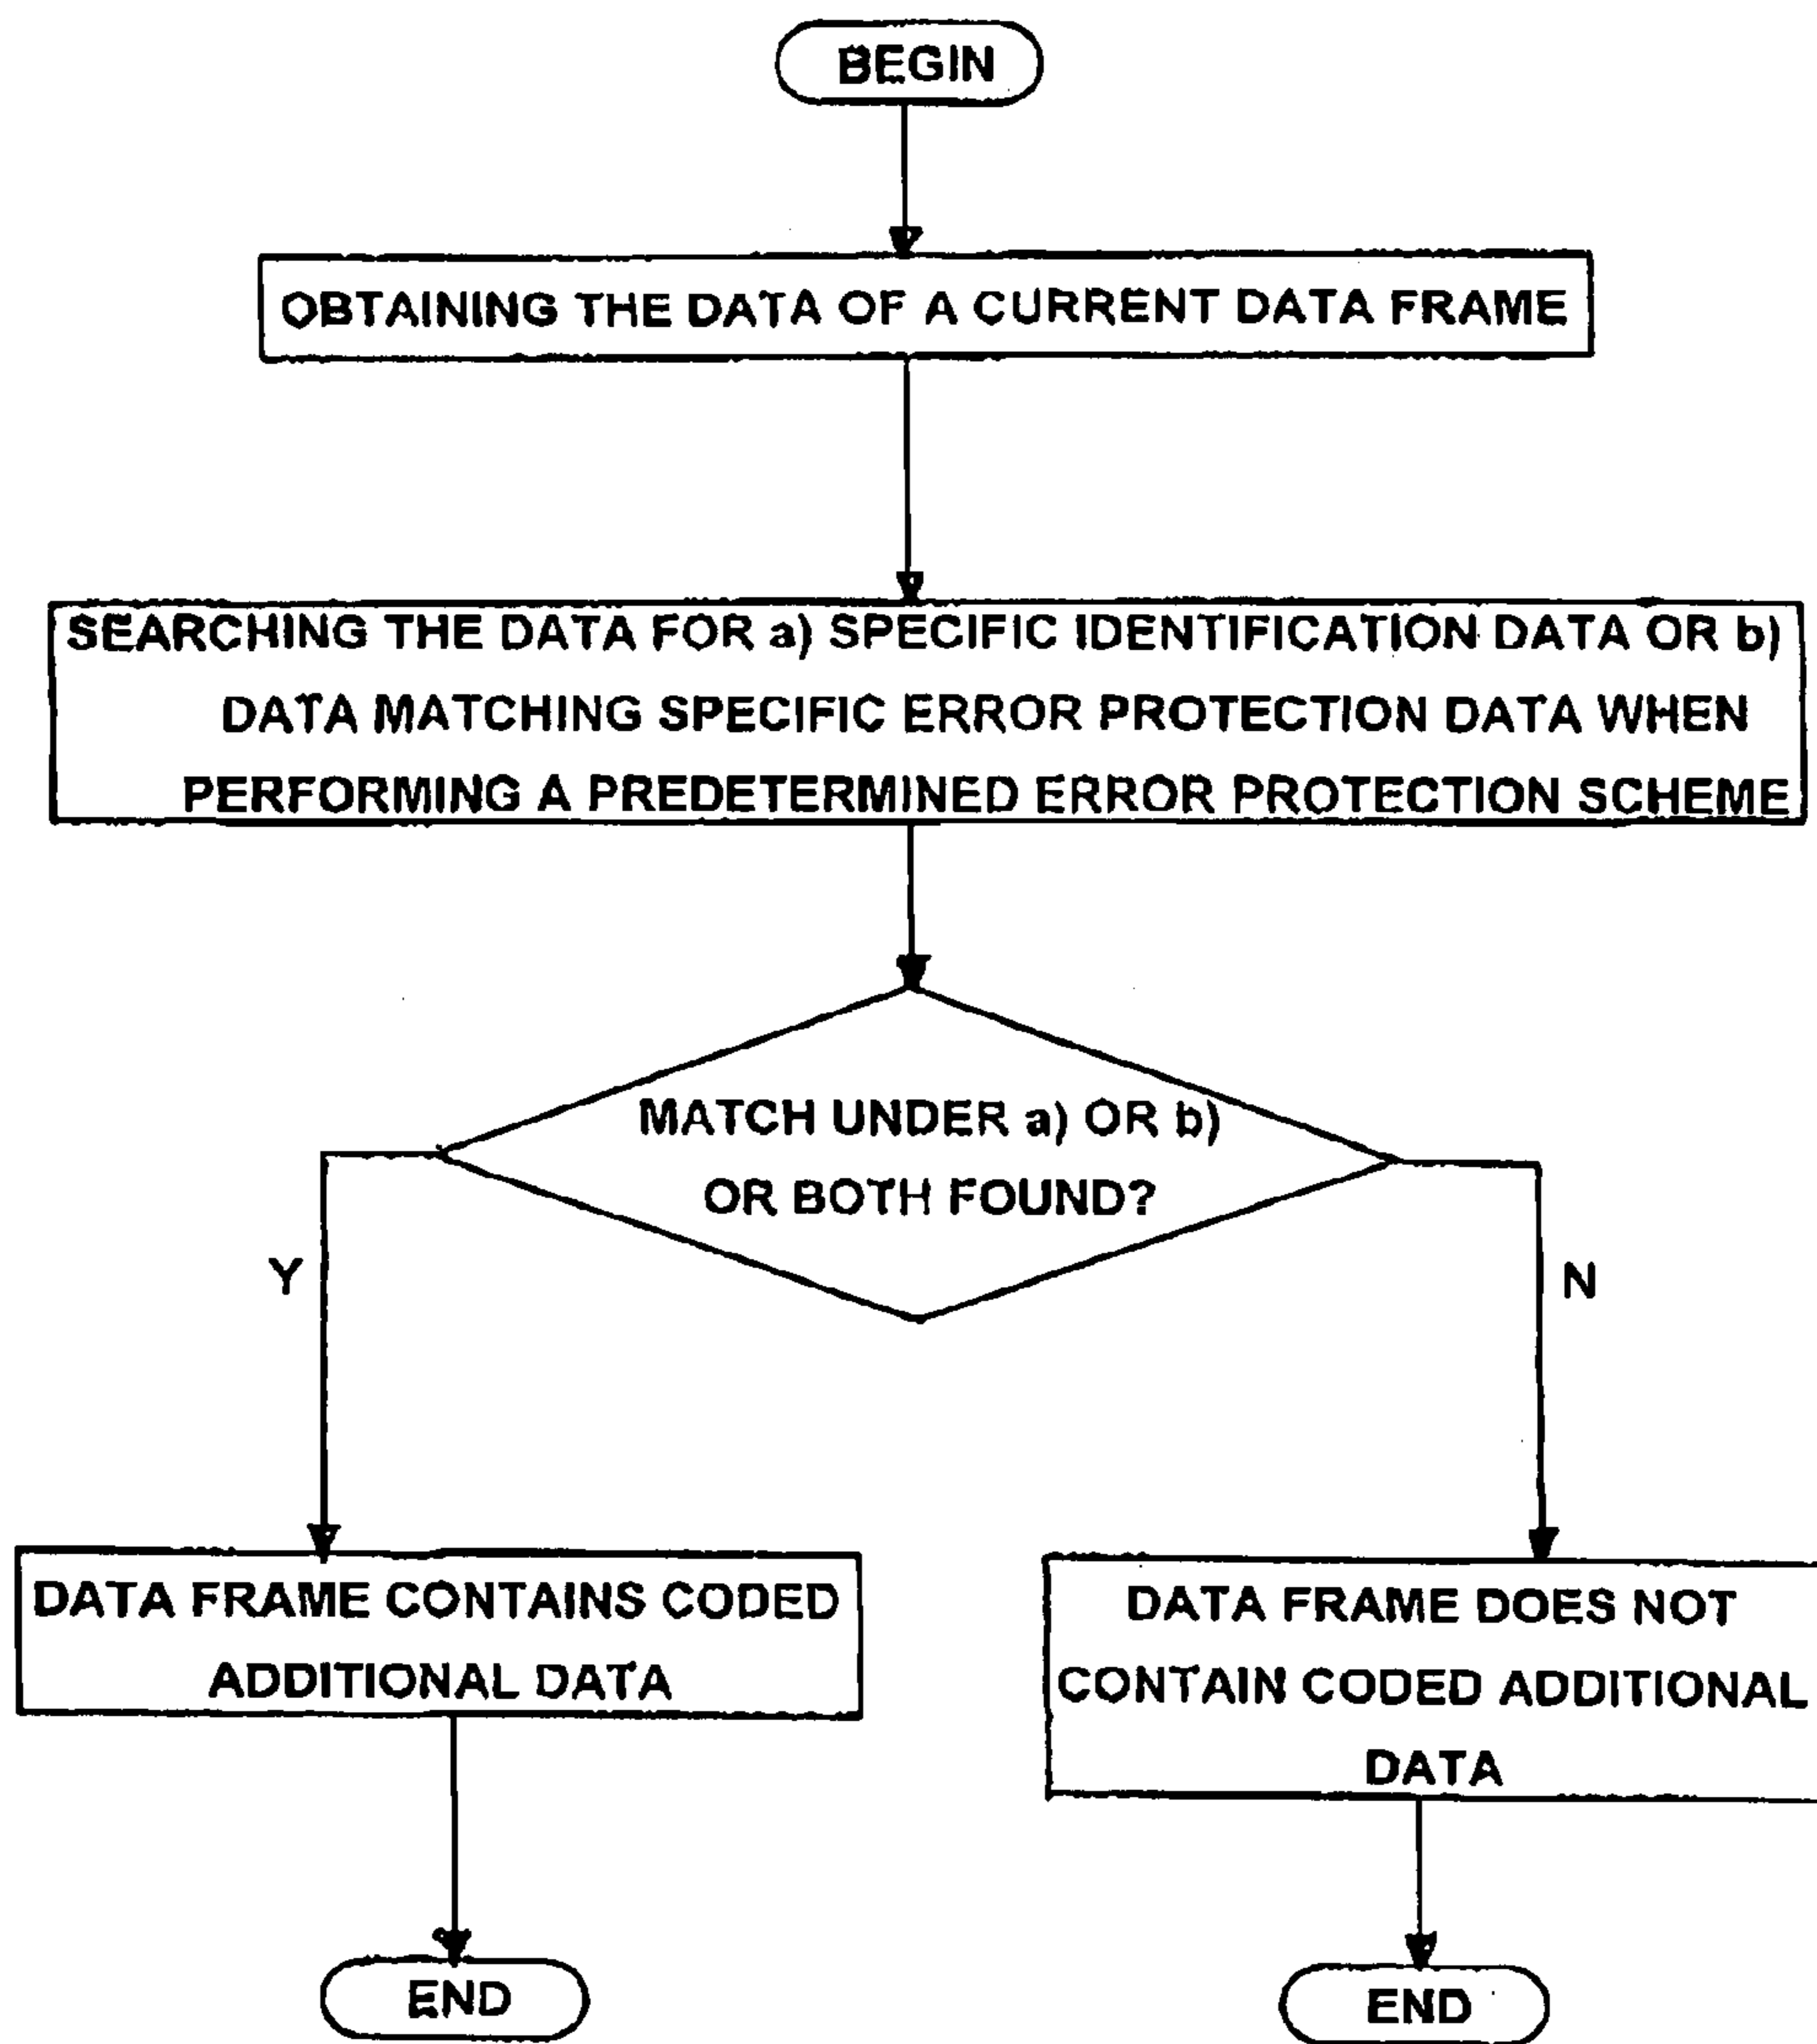 BEGIN
OBTAINING THE DATA OF A CURRENT DATA FRAME
SEARCHING THE DATA FOR a) SPECIFIC IDENTIFICATION DATA OR b)
DATA MATCHING SPECIFIC ERROR PROTECTION DATA WHEN
PERFORMING A PREDETERMINED ERROR PROTECTION SCHEME
MATCH UNDER a) OR b)
OR BOTH FOUND?
Y
N
DATA FRAME CONTAINS CODED
ADDITIONAL DATA
DATA FRAME DOES NOT
CONTAIN CODED ADDITIONAL
DATA
END
END